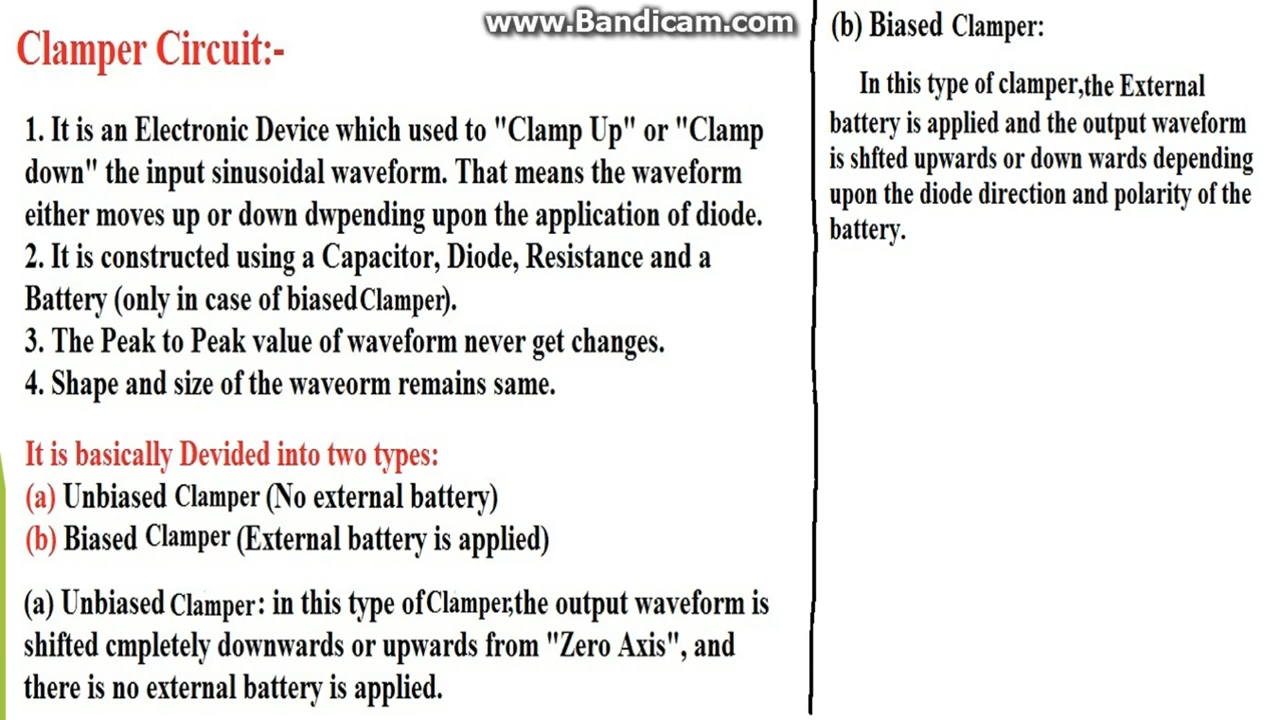 www.Bandicam.com
Clamper Circuit:-
1. It is an Electronic Device which used to "Clamp Up" or "Clamp
down" the input sinusoidal waveform. That means the waveform
either moves up or down dwpending upon the application of diode.
2. It is constructed using a Capacitor, Diode, Resistance and a
Battery (only in case of biased Clamper).
3. The Peak to Peak value of waveform never get changes.
4. Shape and size of the waveorm remains same.
It is basically Devided into two types:
(a) Unbiased Clamper (No external battery)
(b) Biased Clamper (External battery is applied)
(a) Unbiased Clamper: in this type of Clamper,the output waveform is
shifted cmpletely downwards or upwards from "Zero Axis", and
there is no external battery is applied.
(b) Biased Clamper:
In this type of clamper,the External
battery is applied and the output waveform
is shfted upwards or down wards depending
upon the diode direction and polarity of the
battery.